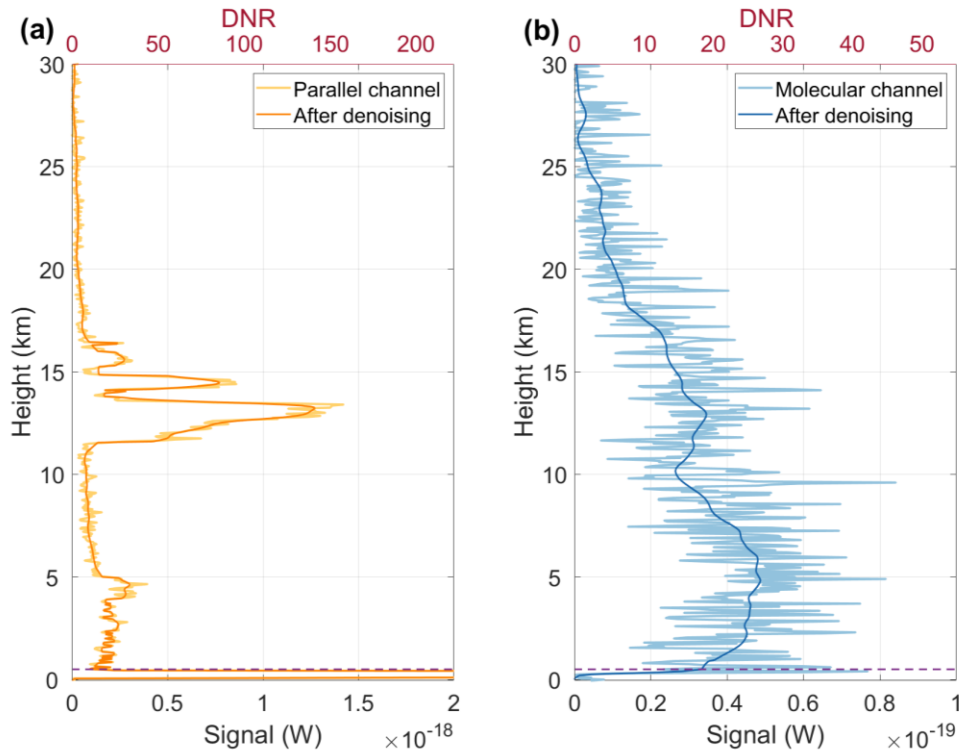 (a)
DNR
0 50 100 150 200
30
25
20
15
10
5
0
Height (km)
Parallel channel
After denoising
0 0.5 1 1.5 2
Signal (W)
×10⁻¹⁸
(b)
DNR
0 10 20 30 40 50
30
25
20
15
10
5
0
Height (km)
Molecular channel
After denoising
0 0.2 0.4 0.6 0.8 1
Signal (W)
×10⁻¹⁹